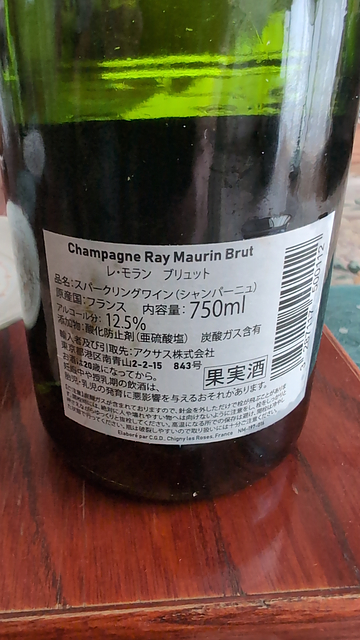 Champagne Ray Maurin Brut
レ・モラン ブリュット
品名:スパークリングワイン(シャンパーニュ)
原産国:フランス 内容量:750ml
アルコール分:12.5%
添加物:酸化防止剤(亜硫酸塩) 炭酸ガス含有
輸入者及び引取先:アクサス株式会社
東京都港区南青山2-2-15 843号
お酒は20歳になってから。
妊娠中や授乳期の飲酒は、
胎児・乳児の発育に悪影響を与えるおそれがあります。
果実酒
Elaboré par C.G.D. Chigny les Roses, France